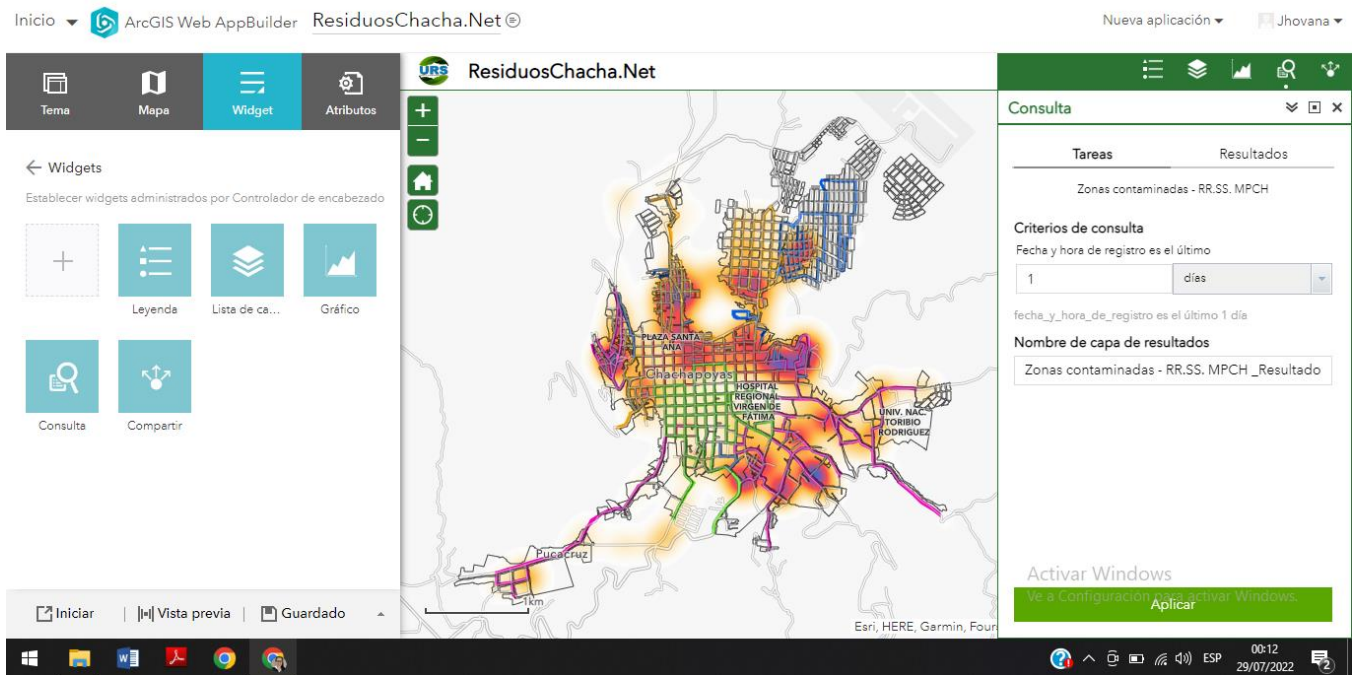 Inicio
ArcGIS Web AppBuilder
ResiduosChacha.Net
Nueva aplicación
Jhovana
Tema
Mapa
Widget
Atributos
Widgets
Establecer widgets administrados por Controlador de encabezado
Leyenda
Lista de ca...
Gráfico
Consulta
Compartir
Iniciar
Vista previa
Guardado
URS
ResiduosChacha.Net
PLAZA SANTA
ANA
Chachapoyas
HOSPITAL
REGIONAL
VIRGEN DE
FÁTIMA
UNIV. NAC.
TORIBIO
RODRIGUEZ
Pucacruz
1km
Esri, HERE, Garmin, Four
Consulta
Tareas
Resultados
Zonas contaminadas - RR.SS. MPCH
Criterios de consulta
Fecha y hora de registro es el último
1
días
fecha_y_hora_de_registro es el último 1 día
Nombre de capa de resultados
Zonas contaminadas - RR.SS. MPCH _Resultado
Activar Windows
Ve a Configuración para activar Windows.
Aplicar
ESP
00:12
29/07/2022
2